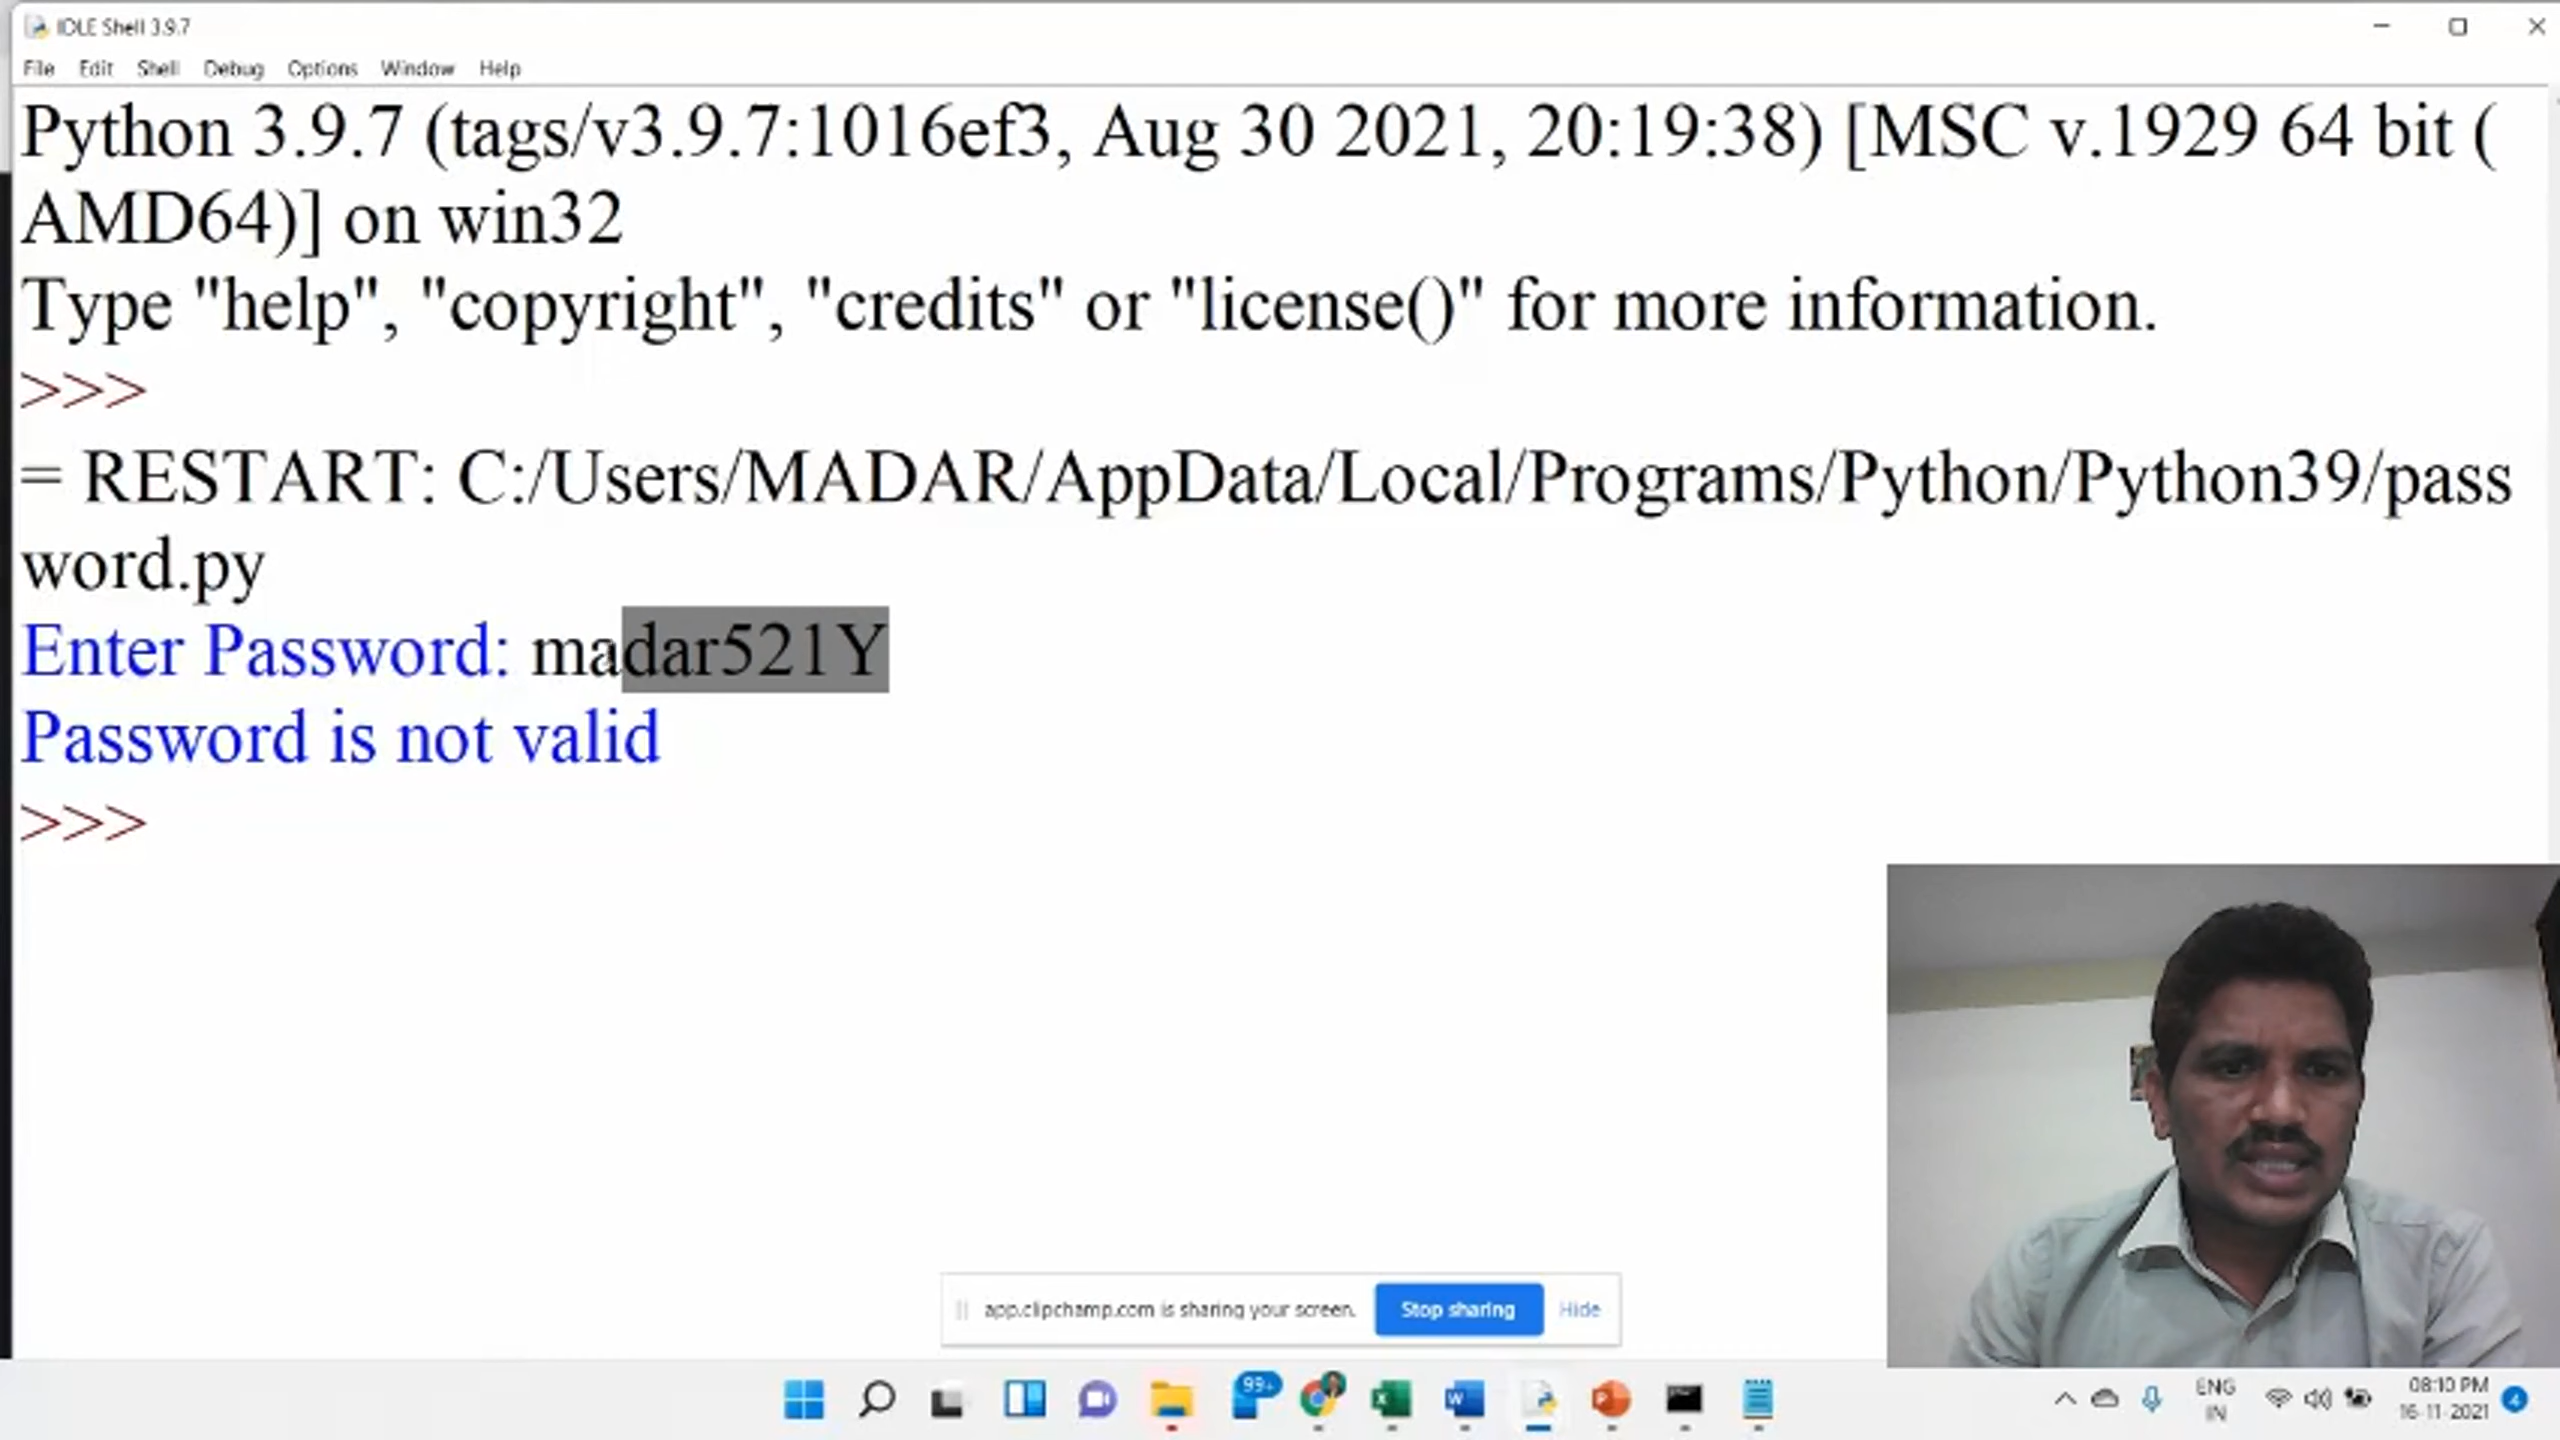 IDLE Shell 3.9.7
File Edit Shell Debug Options Window Help
Python 3.9.7 (tags/v3.9.7:1016ef3, Aug 30 2021, 20:19:38) [MSC v.1929 64 bit (
AMD64)] on win32
Type "help", "copyright", "credits" or "license()" for more information.
>>>
= RESTART: C:/Users/MADAR/AppData/Local/Programs/Python/Python39/pass
word.py
Enter Password: madar521Y
Password is not valid
>>>
app.clipchamp.com is sharing your screen. Stop sharing Hide
99+
ENG
IN
08:10 PM
16-11-2021
4